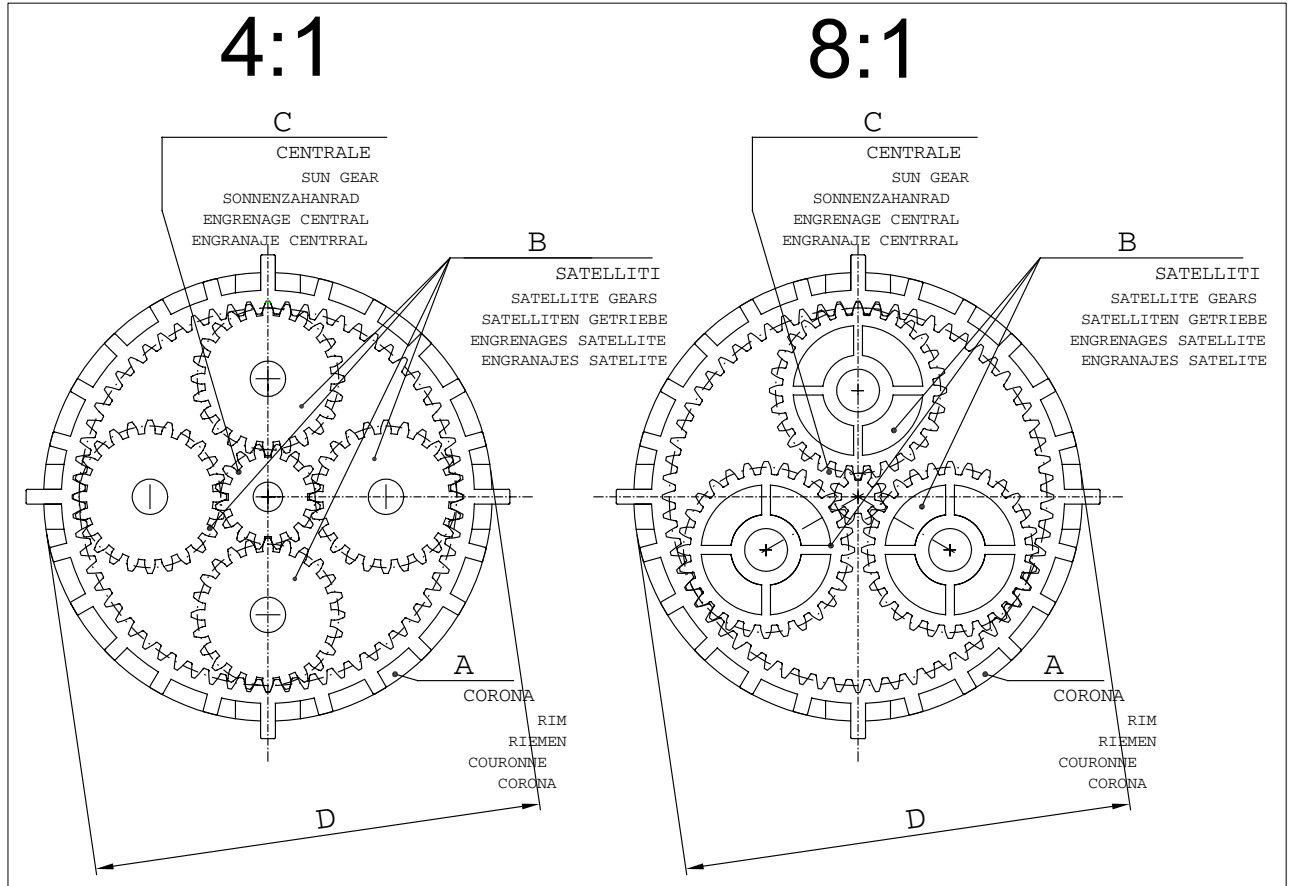 4:1
C
CENTRALE
SUN GEAR
SONNENZAHANRAD
ENGRENAGE CENTRAL
ENGRANAJE CENTRRAL
B
SATELLITI
SATELLITE GEARS
SATELLITEN GETRIEBE
ENGRENAGES SATELLITE
ENGRANAJES SATELITE
A
CORONA
RIM
RIEMEN
COURONNE
CORONA
D
8:1
C
CENTRALE
SUN GEAR
SONNENZAHANRAD
ENGRENAGE CENTRAL
ENGRANAJE CENTRRAL
B
SATELLITI
SATELLITE GEARS
SATELLITEN GETRIEBE
ENGRENAGES SATELLITE
ENGRANAJES SATELITE
A
CORONA
RIM
RIEMEN
COURONNE
CORONA
D